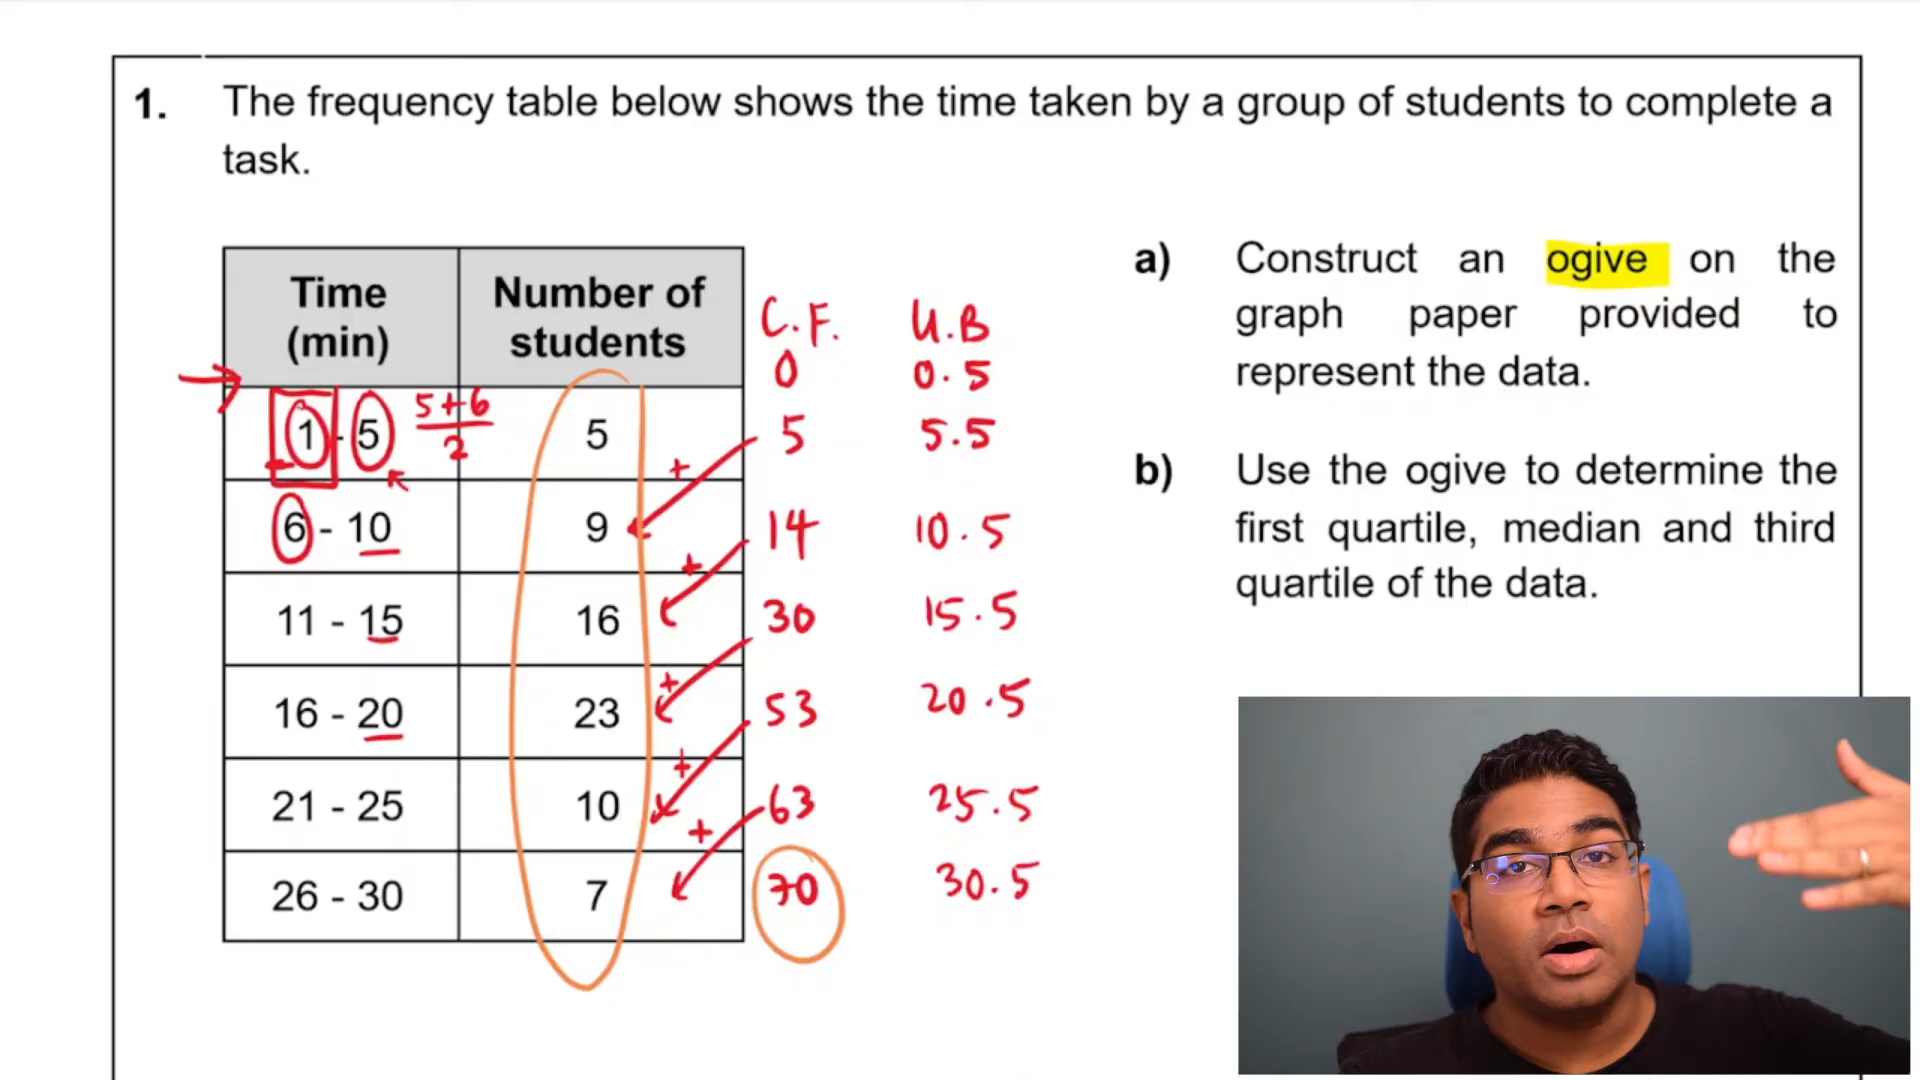 1. The frequency table below shows the time taken by a group of students to complete a
task.
Time
(min)
Number of
students
C.F.
U.B
0
0.5
1 - 5
5+6
2
5
5
5.5
+
6 - 10
9
14
10.5
+
11 - 15
16
30
15.5
+
16 - 20
23
53
20.5
+
21 - 25
10
63
25.5
+
26 - 30
7
70
30.5
a) Construct an ogive on the
graph paper provided to
represent the data.
b) Use the ogive to determine the
first quartile, median and third
quartile of the data.